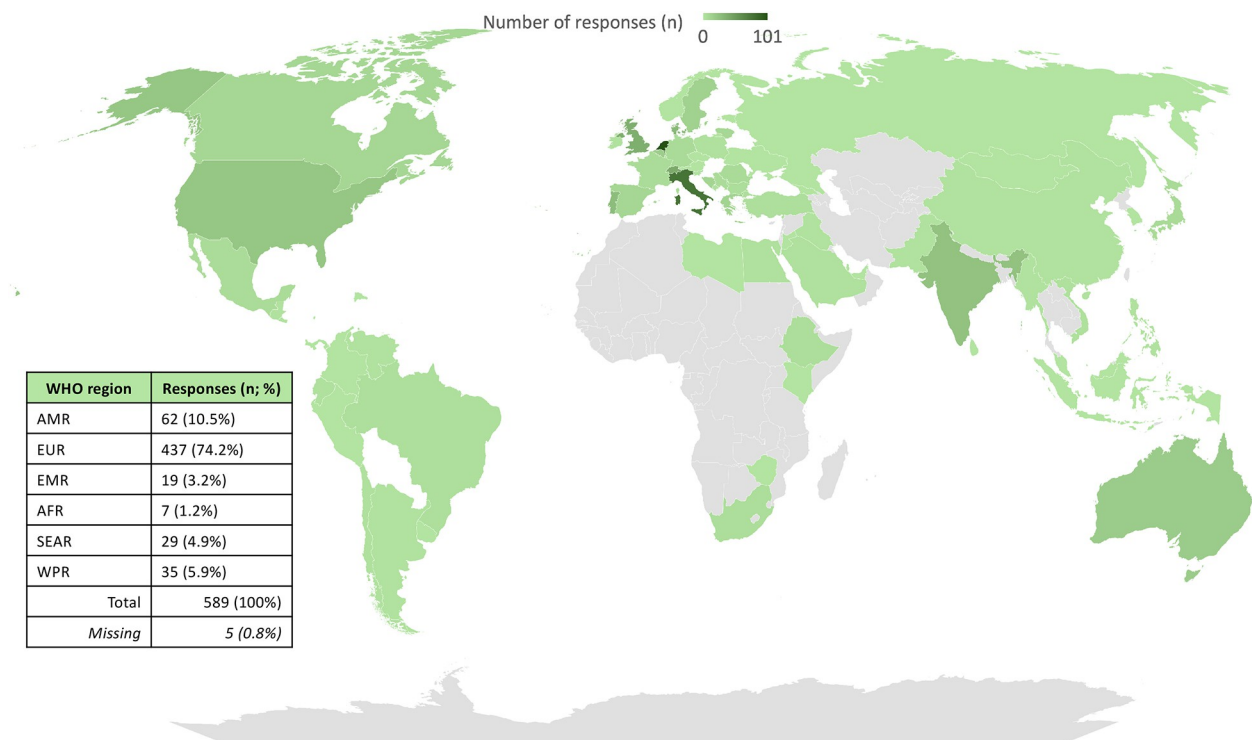 Number of responses (n)
0 101
WHO region Responses (n; %)
AMR 62 (10.5%)
EUR 437 (74.2%)
EMR 19 (3.2%)
AFR 7 (1.2%)
SEAR 29 (4.9%)
WPR 35 (5.9%)
Total 589 (100%)
Missing 5 (0.8%)